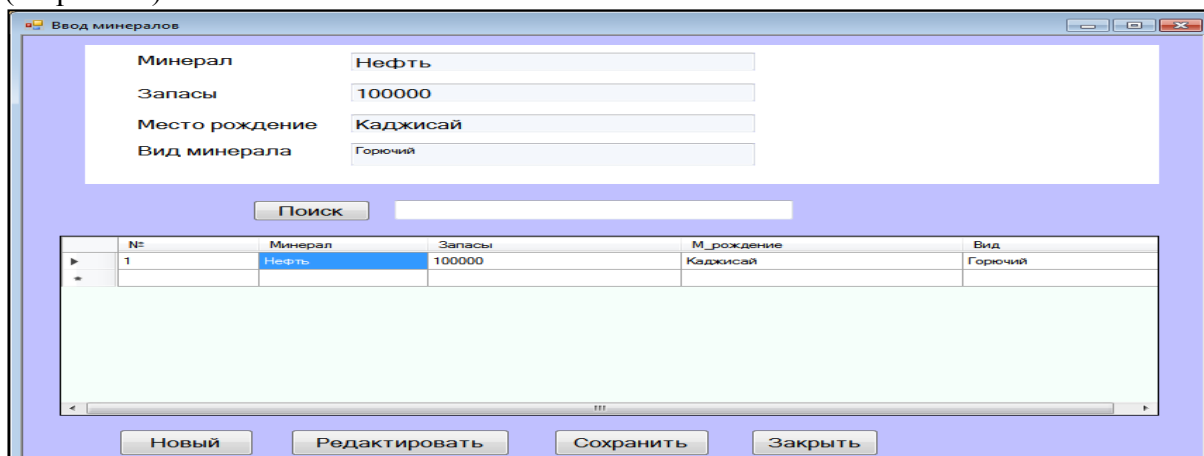 Ввод минералов
Минерал Нефть
Запасы 100000
Место рождение Каджисай
Вид минерала Горючий
Поиск
№ Минерал Запасы М_рождение Вид
1 Нефть 100000 Каджисай Горючий
Новый Редактировать Сохранить Закрыть